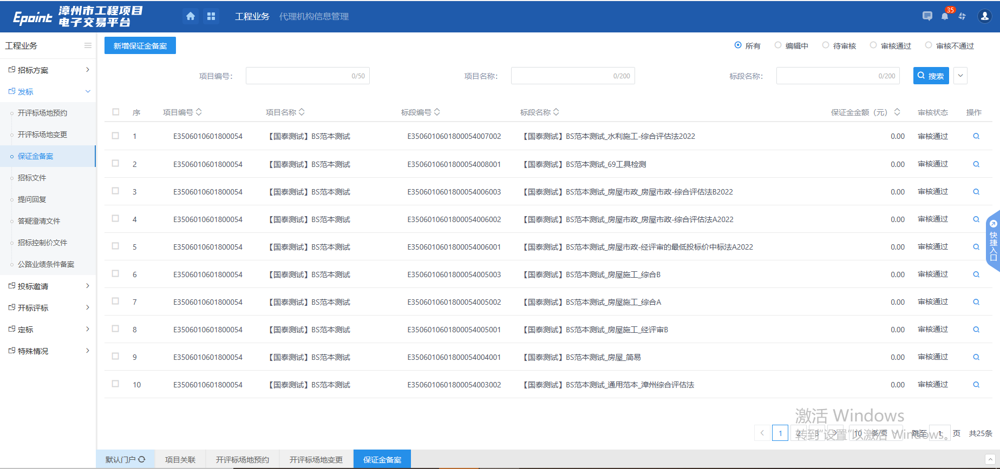 Epoint 漳州市工程项目
电子交易平台
工程业务 代理机构信息管理
35
工程业务
招标方案
发标
开评标场地预约
开评标场地变更
保证金备案
招标文件
提问回复
答疑澄清文件
招标控制价文件
公路业绩条件备案
投标邀请
开标评标
定标
特殊情况
新增保证金备案
所有 编辑中 待审核 审核通过 审核不通过
项目编号： 0/50 项目名称： 0/200 标段名称： 0/200 搜索
序 项目编号 项目名称 标段编号 标段名称 保证金金额（元） 审核状态 操作
1 E3506010601800054 【国泰测试】BS范本测试 E3506010601800054007002 【国泰测试】BS范本测试_水利施工-综合评估法2022 0.00 审核通过
2 E3506010601800054 【国泰测试】BS范本测试 E3506010601800054008001 【国泰测试】BS范本测试_69工具检测 0.00 审核通过
3 E3506010601800054 【国泰测试】BS范本测试 E3506010601800054006003 【国泰测试】BS范本测试_房屋市政_房屋市政-综合评估法B2022 0.00 审核通过
4 E3506010601800054 【国泰测试】BS范本测试 E3506010601800054006002 【国泰测试】BS范本测试_房屋市政_房屋市政-综合评估法A2022 0.00 审核通过
5 E3506010601800054 【国泰测试】BS范本测试 E3506010601800054006001 【国泰测试】BS范本测试_房屋市政-经评审的最低投标价中标法A2022 0.00 审核通过
6 E3506010601800054 【国泰测试】BS范本测试 E3506010601800054005003 【国泰测试】BS范本测试_房屋施工_综合B 0.00 审核通过
7 E3506010601800054 【国泰测试】BS范本测试 E3506010601800054005002 【国泰测试】BS范本测试_房屋施工_综合A 0.00 审核通过
8 E3506010601800054 【国泰测试】BS范本测试 E3506010601800054005001 【国泰测试】BS范本测试_房屋施工_经评审B 0.00 审核通过
9 E3506010601800054 【国泰测试】BS范本测试 E3506010601800054004001 【国泰测试】BS范本测试_房屋_简易 0.00 审核通过
10 E3506010601800054 【国泰测试】BS范本测试 E3506010601800054003002 【国泰测试】BS范本测试_通用范本_漳州综合评估法 0.00 审核通过
快捷入口
激活 Windows
转到"设置"以激活 Windows。
1 2 3 10 条/页 跳至 1 页 共25条
默认门户 项目关联 开评标场地预约 开评标场地变更 保证金备案